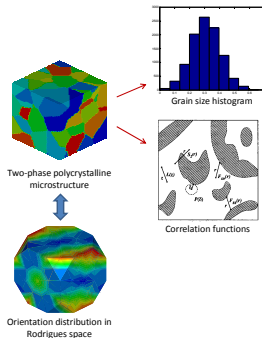 Grain size histogram
Two-phase polycrystalline
microstructure
Correlation functions
Orientation distribution in
Rodrigues space